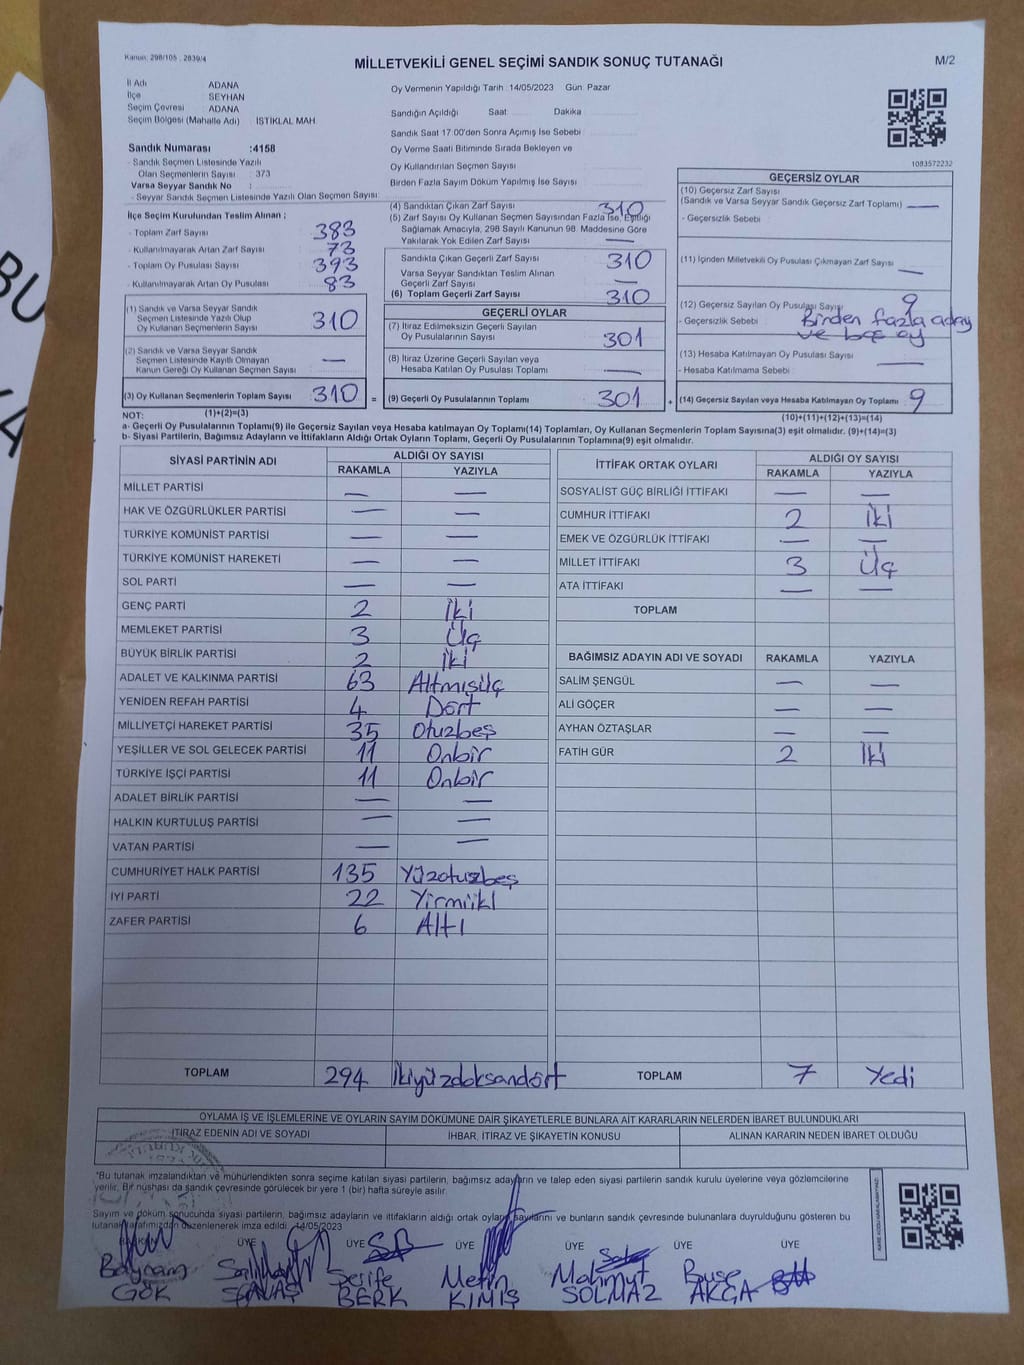 Kanun: 298/105 , 2839/4
MİLLETVEKİLİ GENEL SEÇİMİ SANDIK SONUÇ TUTANAĞI
M/2
İl Adı ADANA
İlçe SEYHAN
Seçim Çevresi : ADANA
Seçim Bölgesi (Mahalle Adı) : İSTİKLAL MAH.
Oy Vermenin Yapıldığı Tarih :14/05/2023 Gün: Pazar
Sandığın Açıldığı Saat Dakika
Sandık Saat 17:00'den Sonra Açılmış İse Sebebi
Oy Verme Saati Bitiminde Sırada Bekleyen ve
Oy Kullandırılan Seçmen Sayısı
Birden Fazla Sayım Döküm Yapılmış İse Sayısı
1083572232
Sandık Numarası :4158
- Sandık Seçmen Listesinde Yazılı
Olan Seçmenlerin Sayısı : 373
Varsa Seyyar Sandık No :
- Seyyar Sandık Seçmen Listesinde Yazılı Olan Seçmen Sayısı:
İlçe Seçim Kurulundan Teslim Alınan :
- Toplam Zarf Sayısı : 383
- Kullanılmayarak Artan Zarf Sayısı : 73
- Toplam Oy Pusulası Sayısı : 393
- Kullanılmayarak Artan Oy Pusulası : 83
(1) Sandık ve Varsa Seyyar Sandık
Seçmen Listesinde Yazılı Olup
Oy Kullanan Seçmenlerin Sayısı 310
(2) Sandık ve Varsa Seyyar Sandık
Seçmen Listesinde Kayıtlı Olmayan
Kanun Gereği Oy Kullanan Seçmen Sayısı : —
(3) Oy Kullanan Seçmenlerin Toplam Sayısı 310 =
(1)+(2)=(3)
(4) Sandıktan Çıkan Zarf Sayısı 310
(5) Zarf Sayısı Oy Kullanan Seçmen Sayısından Fazla İse, Eşitliği
Sağlamak Amacıyla, 298 Sayılı Kanunun 98. Maddesine Göre
Yakılarak Yok Edilen Zarf Sayısı —
Sandıkta Çıkan Geçerli Zarf Sayısı 310
Varsa Seyyar Sandıktan Teslim Alınan
Geçerli Zarf Sayısı —
(6) Toplam Geçerli Zarf Sayısı 310
GEÇERLİ OYLAR
(7) İtiraz Edilmeksizin Geçerli Sayılan
Oy Pusulalarının Sayısı 301
(8) İtiraz Üzerine Geçerli Sayılan veya
Hesaba Katılan Oy Pusulası Toplamı —
(9) Geçerli Oy Pusulalarının Toplamı 301 +
GEÇERSİZ OYLAR
(10) Geçersiz Zarf Sayısı
(Sandık ve Varsa Seyyar Sandık Geçersiz Zarf Toplamı) —
- Geçersizlik Sebebi :
(11) İçinden Milletvekili Oy Pusulası Çıkmayan Zarf Sayısı —
(12) Geçersiz Sayılan Oy Pusulası Sayısı 9
- Geçersizlik Sebebi : Birden fazla aday
ve boş oy
(13) Hesaba Katılmayan Oy Pusulası Sayısı —
- Hesaba Katılmama Sebebi :
(14) Geçersiz Sayılan veya Hesaba Katılmayan Oy Toplamı 9
(10)+(11)+(12)+(13)=(14)
NOT:
a- Geçerli Oy Pusulasının Toplamı(9) ile Geçersiz Sayılan veya Hesaba katılmayan Oy Toplamı(14) Toplamları, Oy Kullanan Seçmenlerin Toplam Sayısına(3) eşit olmalıdır. (9)+(14)=(3)
b- Siyasi Partilerin, Bağımsız Adayların ve İttifakların Aldığı Ortak Oyların Toplamı, Geçerli Oy Pusulalarının Toplamına(9) eşit olmalıdır.
SİYASİ PARTİNİN ADI ALDIĞI OY SAYISI
RAKAMLA YAZIYLA
MİLLET PARTİSİ — —
HAK VE ÖZGÜRLÜKLER PARTİSİ — —
TÜRKİYE KOMÜNİST PARTİSİ — —
TÜRKİYE KOMÜNİST HAREKETİ — —
SOL PARTİ — —
GENÇ PARTİ 2 İki
MEMLEKET PARTİSİ 3 Üç
BÜYÜK BİRLİK PARTİSİ 2 İki
ADALET VE KALKINMA PARTİSİ 63 Altmışüç
YENİDEN REFAH PARTİSİ 4 Dört
MİLLİYETÇİ HAREKET PARTİSİ 35 Otuzbeş
YEŞİLLER VE SOL GELECEK PARTİSİ 11 Onbir
TÜRKİYE İŞÇİ PARTİSİ 11 Onbir
ADALET BİRLİK PARTİSİ — —
HALKIN KURTULUŞ PARTİSİ — —
VATAN PARTİSİ — —
CUMHURİYET HALK PARTİSİ 135 Yüzotuzbeş
İYİ PARTİ 22 Yirmiiki
ZAFER PARTİSİ 6 Altı
TOPLAM 294 İkiyüzdoksandört
İTTİFAK ORTAK OYLARI ALDIĞI OY SAYISI
RAKAMLA YAZIYLA
SOSYALİST GÜÇ BİRLİĞİ İTTİFAKI — —
CUMHUR İTTİFAKI 2 İki
EMEK VE ÖZGÜRLÜK İTTİFAKI — —
MİLLET İTTİFAKI 3 Üç
ATA İTTİFAKI — —
TOPLAM
BAĞIMSIZ ADAYIN ADI VE SOYADI RAKAMLA YAZIYLA
SALİM ŞENGÜL — —
ALİ GÖÇER — —
AYHAN ÖZTAŞLAR — —
FATİH GÜR 2 İki
TOPLAM 7 Yedi
OYLAMA İŞ VE İŞLEMLERİNE VE OYLARIN SAYIM DÖKÜMÜNE DAİR ŞİKAYETLERLE BUNLARA AİT KARARLARIN NELERDEN İBARET BULUNDUKLARI
İTİRAZ EDENİN ADI VE SOYADI İHBAR, İTİRAZ VE ŞİKAYETİN KONUSU ALINAN KARARIN NEDEN İBARET OLDUĞU
*Bu tutanak imzalandıktan ve mühürlendikten sonra seçime katılan siyasi partilerin, bağımsız adayların ve talep eden siyasi partilerin sandık kurulu üyelerine veya gözlemcilerine
verilir. Bir nüshası da sandık çevresinde görülecek bir yere 1 (bir) hafta süreyle asılır.
Sayım ve döküm sonucunda siyasi partilerin, bağımsız adayların ve ittifakların aldığı ortak oyların sayılarını ve bunların sandık çevresinde bulunanlara duyrulduğunu gösteren bu
tutanak tarafımızdan düzenlenerek imza edildi. 14/05/2023
BAŞKAN ÜYE ÜYE ÜYE ÜYE ÜYE ÜYE
Bayram Şerife Metin Mahmut Buse
GÖK SAVAŞ BERK KIMIŞ SOLMAZ AKÇA